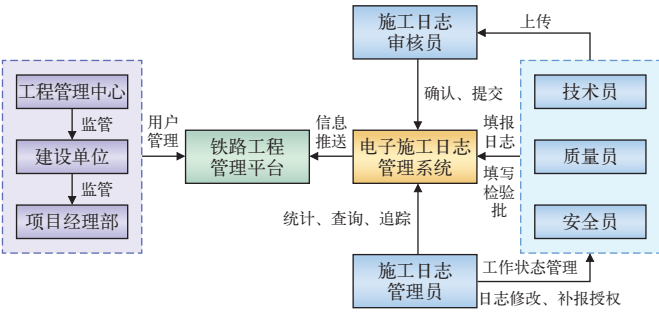 施工日志
审核员
上传
工程管理中心
监管
建设单位
监管
项目经理部
用户
管理
铁路工程
管理平台
信息
推送
确认、提交
电子施工日志
管理系统
填报
日志
填写
检验
批
技术员
质量员
安全员
统计、查询、追踪
施工日志
管理员
工作状态管理
日志修改、补报授权